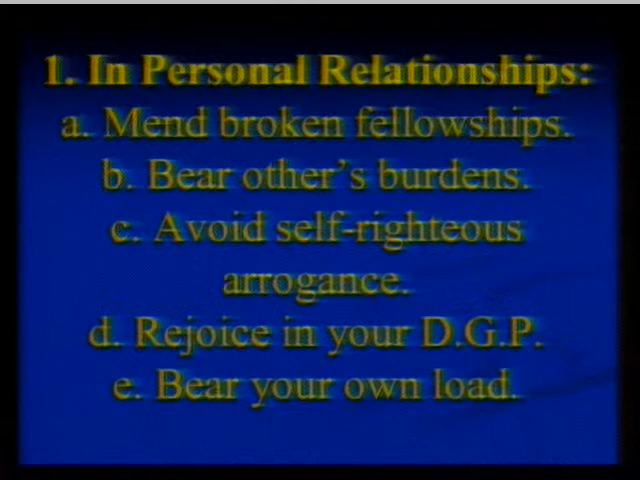 1. In Personal Relationships:
a. Mend broken fellowships.
b. Bear other's burdens.
c. Avoid self-righteous
arrogance.
d. Rejoice in your D.G.P.
e. Bear your own load.